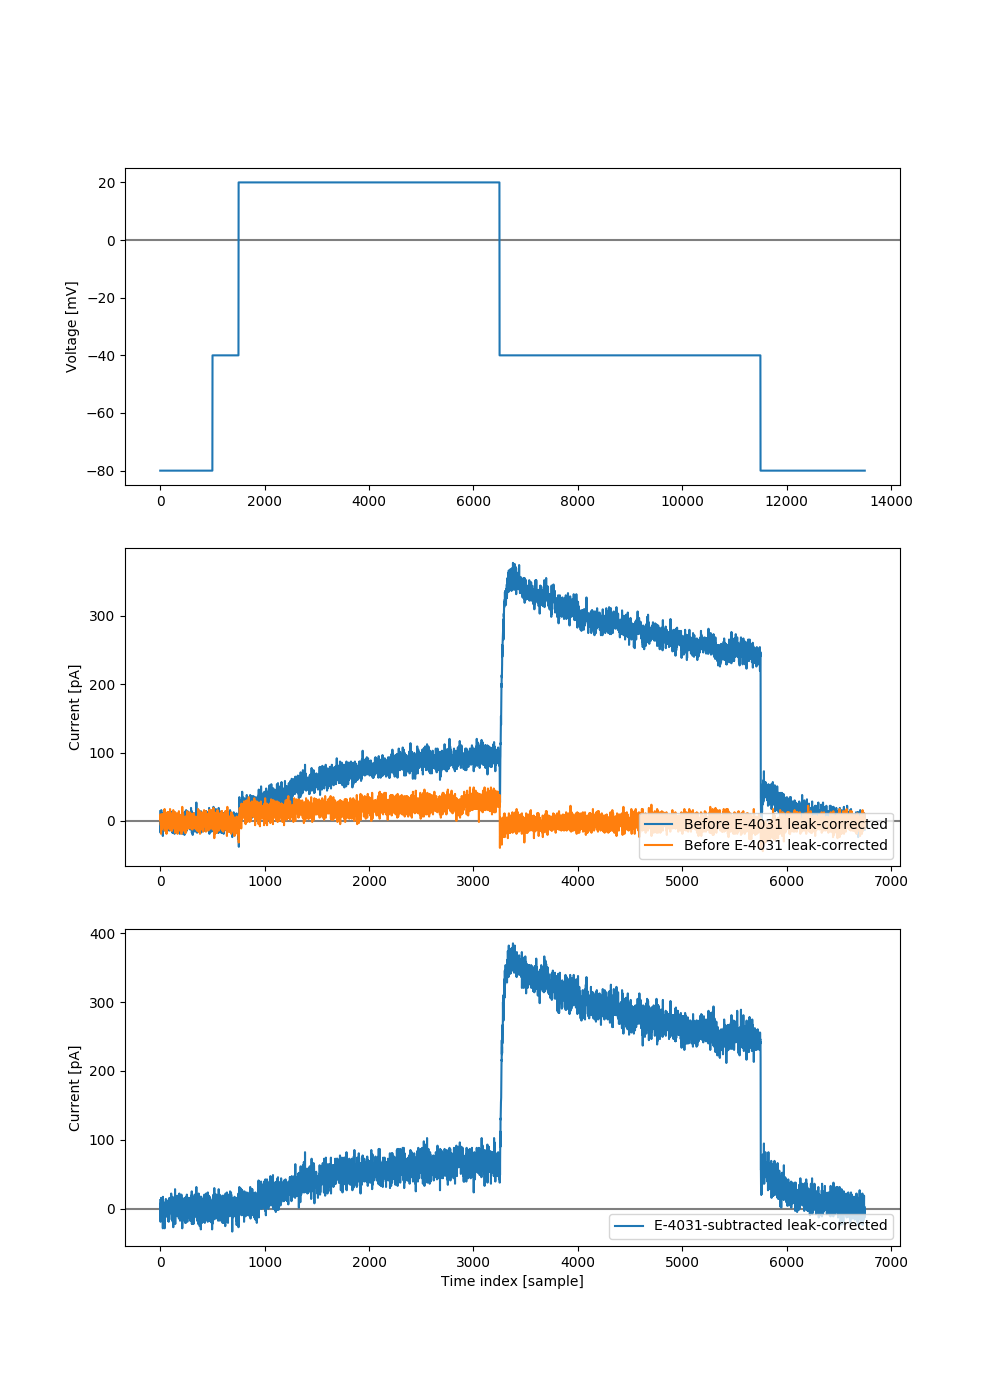 20
0
−20
−40
−60
−80
Voltage [mV]
0 2000 4000 6000 8000 10000 12000 14000
300
200
100
0
Current [pA]
Before E-4031 leak-corrected
Before E-4031 leak-corrected
0 1000 2000 3000 4000 5000 6000 7000
400
300
200
100
0
Current [pA]
E-4031-subtracted leak-corrected
0 1000 2000 3000 4000 5000 6000 7000
Time index [sample]